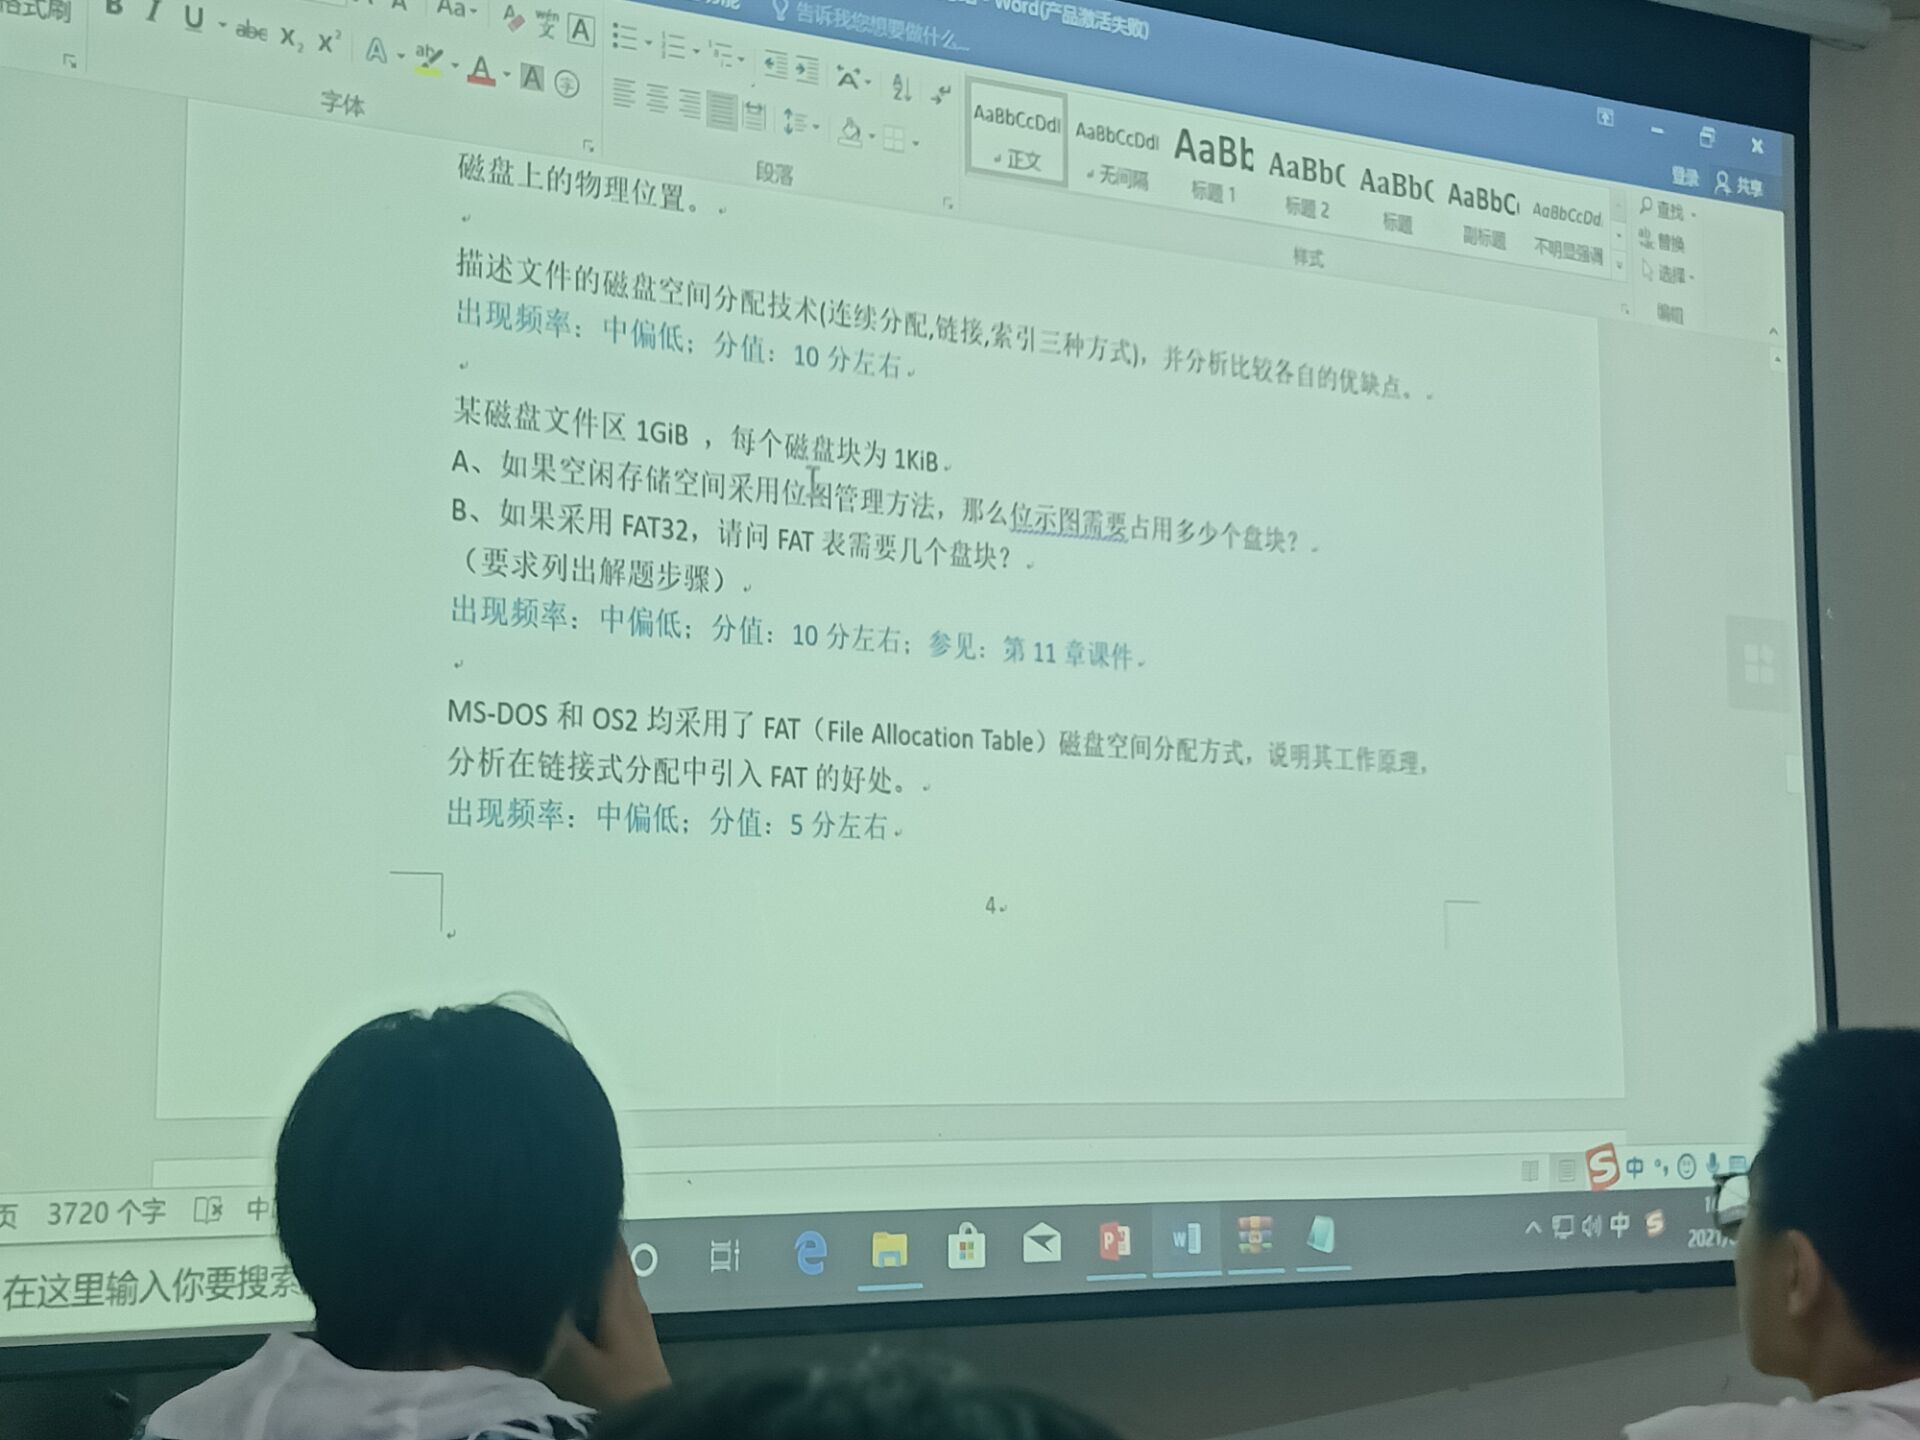 Word(产品激活失败)
告诉我您想要做什么...
登录 共享
格式刷
B I U abc X₂ X² A A A 字
Aa wén 文 A
字体
段落
AaBbCcDdI AaBbCcDdI AaBb AaBbC AaBbC AaBbC AaBbCcDd.
正文 无间隔 标题 1 标题 2 标题 副标题 不明显强调
样式
查找
替换
选择
编辑
磁盘上的物理位置。
描述文件的磁盘空间分配技术(连续分配,链接,索引三种方式)，并分析比较各自的优缺点。
出现频率：中偏低；分值：10 分左右
某磁盘文件区 1GiB ，每个磁盘块为 1KiB
A、如果空闲存储空间采用位图管理方法，那么位示图需要占用多少个盘块？
B、如果采用 FAT32，请问 FAT 表需要几个盘块？
（要求列出解题步骤）
出现频率：中偏低；分值：10 分左右；参见：第 11 章课件
MS-DOS 和 OS2 均采用了 FAT（File Allocation Table）磁盘空间分配方式，说明其工作原理，
分析在链接式分配中引入 FAT 的好处。
出现频率：中偏低；分值：5 分左右
4
页 3720 个字 中
中
在这里输入你要搜索
中
2021/